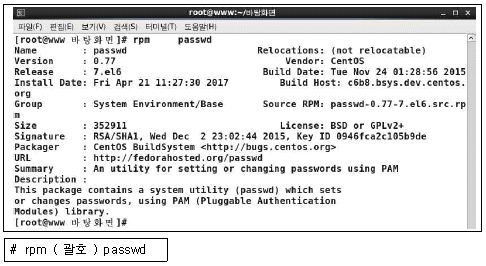 root@www:~/바탕화면
파일(F) 편집(E) 보기(V) 검색(S) 터미널(T) 도움말(H)
[root@www 바탕화면]# rpm passwd
Name : passwd Relocations: (not relocatable)
Version : 0.77 Vendor: CentOS
Release : 7.el6 Build Date: Tue Nov 24 01:28:56 2015
Install Date: Fri Apr 21 11:27:30 2017 Build Host: c6b8.bsys.dev.centos.
org
Group : System Environment/Base Source RPM: passwd-0.77-7.el6.src.rp
m
Size : 352911 License: BSD or GPLv2+
Signature : RSA/SHA1, Wed Dec 2 23:02:44 2015, Key ID 0946fca2c105b9de
Packager : CentOS BuildSystem <http://bugs.centos.org>
URL : http://fedorahosted.org/passwd
Summary : An utility for setting or changing passwords using PAM
Description :
This package contains a system utility (passwd) which sets
or changes passwords, using PAM (Pluggable Authentication
Modules) library.
[root@www 바탕화면]#
# rpm ( 괄호 ) passwd